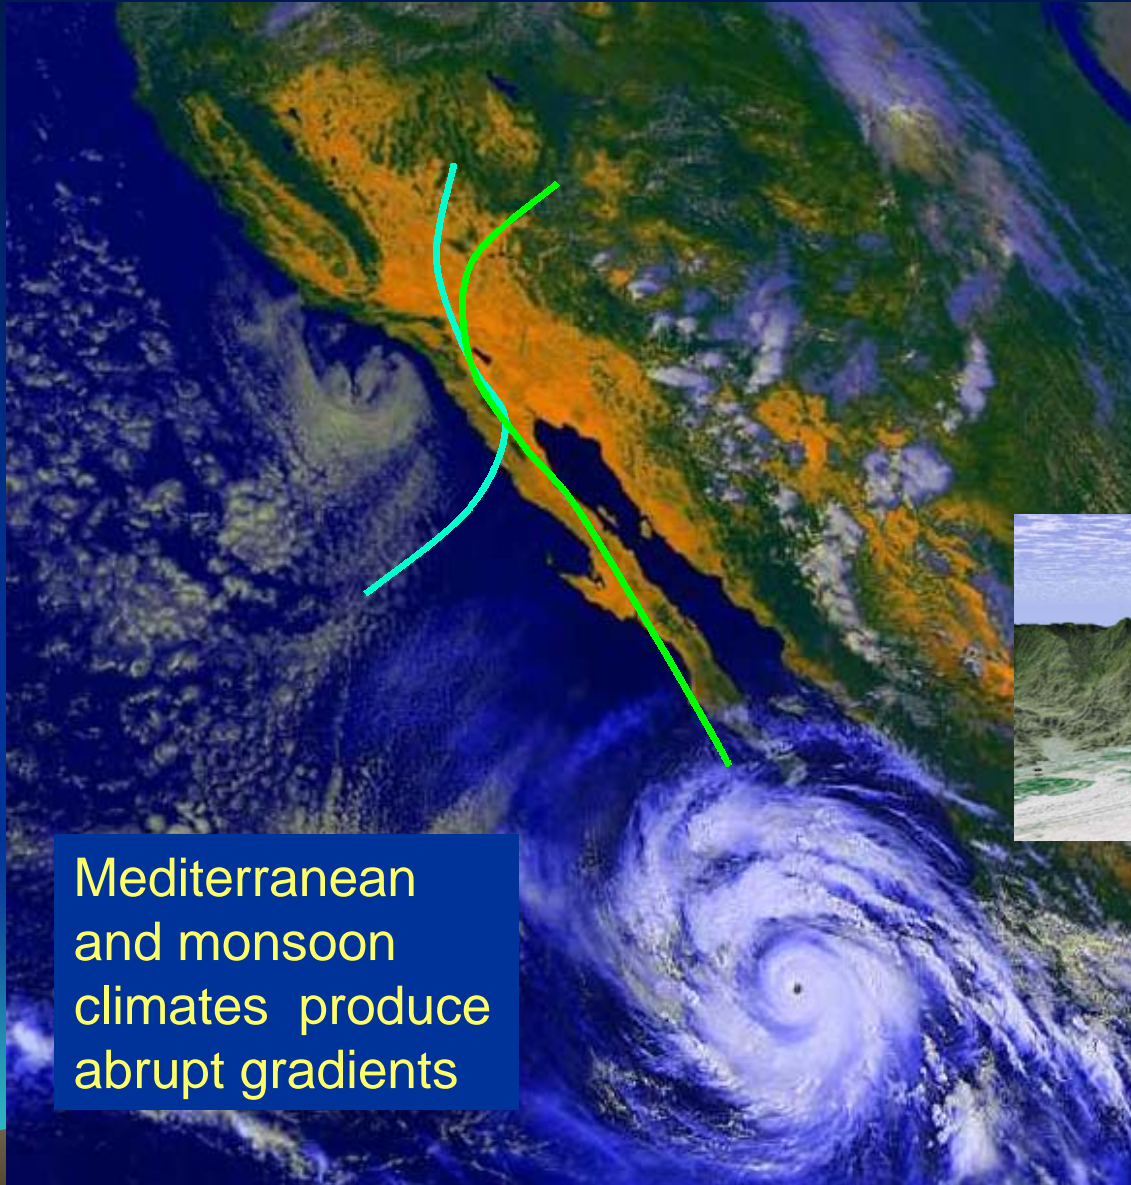 Mediterranean
and monsoon
climates  produce
abrupt gradients